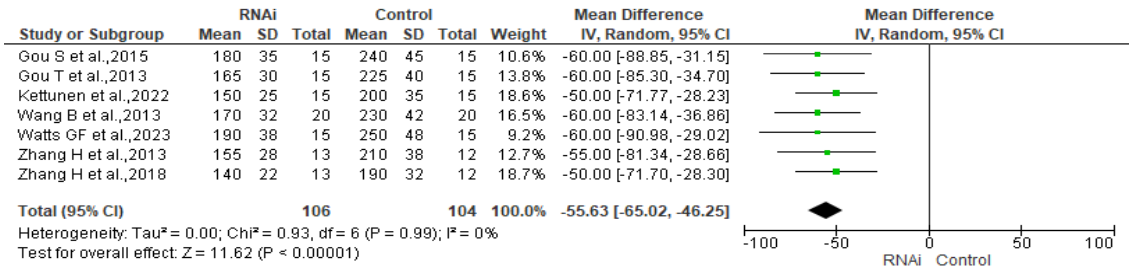 RNAi Control Mean Difference Mean Difference
Study or Subgroup Mean SD Total Mean SD Total Weight IV, Random, 95% CI IV, Random, 95% CI
Gou S et al.,2015 180 35 15 240 45 15 10.6% -60.00 [-88.85, -31.15]
Gou T et al.,2013 165 30 15 225 40 15 13.8% -60.00 [-85.30, -34.70]
Kettunen et al.,2022 150 25 15 200 35 15 18.6% -50.00 [-71.77, -28.23]
Wang B et al.,2013 170 32 20 230 42 20 16.5% -60.00 [-83.14, -36.86]
Watts GF et al.,2023 190 38 15 250 48 15 9.2% -60.00 [-90.98, -29.02]
Zhang H et al.,2013 155 28 13 210 38 12 12.7% -55.00 [-81.34, -28.66]
Zhang H et al.,2018 140 22 13 190 32 12 18.7% -50.00 [-71.70, -28.30]
Total (95% CI) 106 104 100.0% -55.63 [-65.02, -46.25]
Heterogeneity: Tau² = 0.00; Chi² = 0.93, df = 6 (P = 0.99); I² = 0%
Test for overall effect: Z = 11.62 (P < 0.00001)
-100 -50 0 50 100
RNAi Control